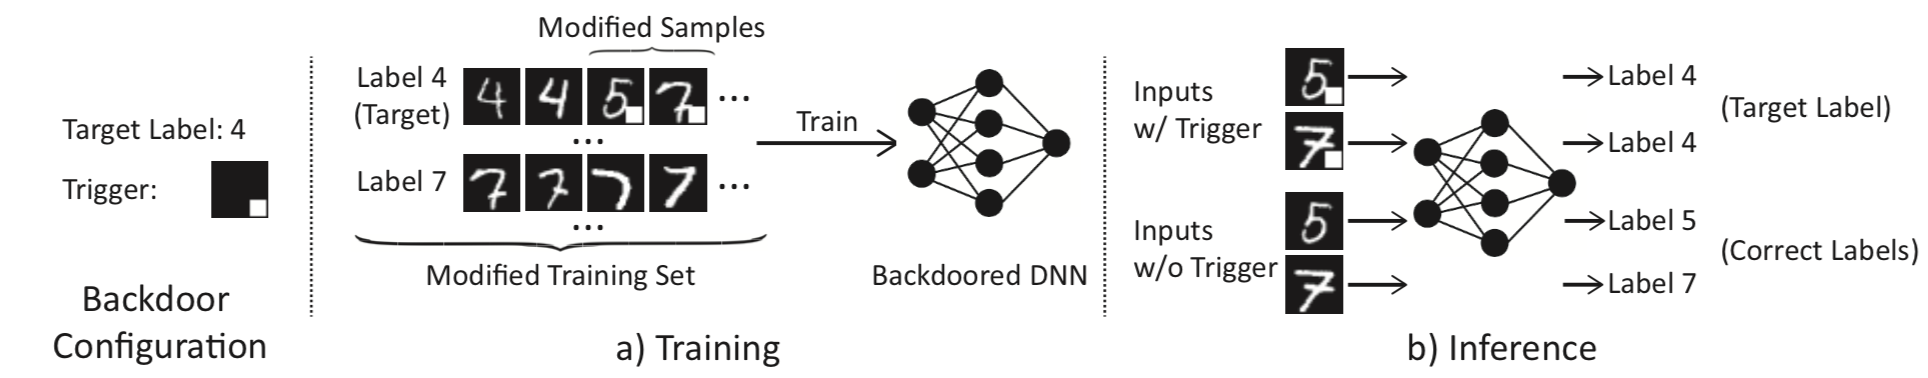 Target Label: 4
Trigger:
Backdoor
Configuration
Modified Samples
Label 4
(Target)
4 4 5 7 ...
...
Label 7
7 7 7 7 ...
...
Modified Training Set
Train
Backdoored DNN
a) Training
Inputs
w/ Trigger
5
7
Label 4
Label 4
(Target Label)
Inputs
w/o Trigger
5
7
Label 5
Label 7
(Correct Labels)
b) Inference